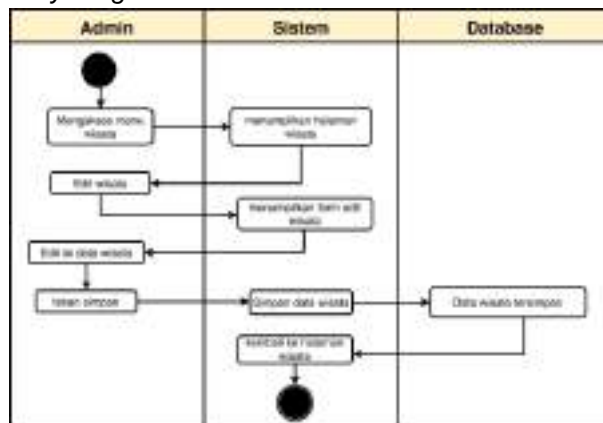 Admin
Sistem
Database
Mengakses menu
wisata
menampilkan halaman
wisata
Edit wisata
menampilkan form edit
wisata
Edit isi data wisata
tekan simpan
Simpan data wisata
Data wisata tersimpan
kembali ke halaman
wisata